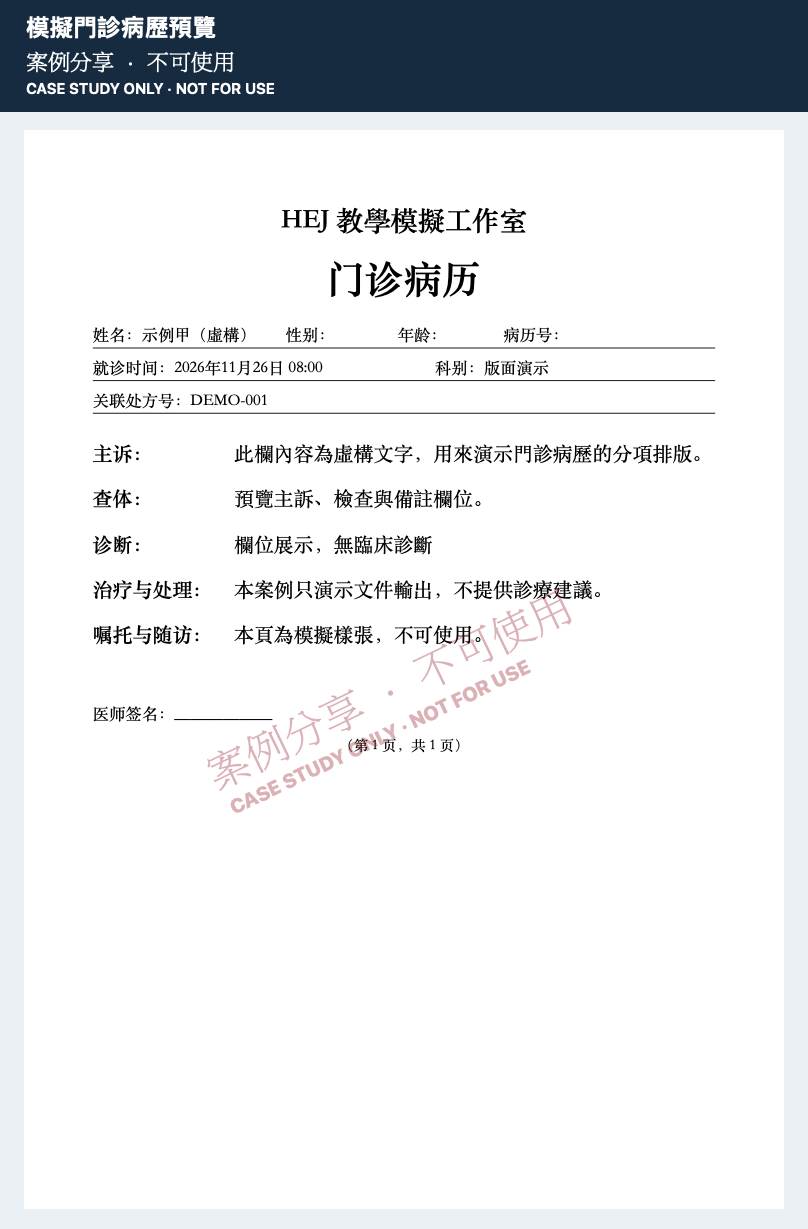 模擬門診病歷預覽
案例分享 · 不可使用
CASE STUDY ONLY · NOT FOR USE
HEJ 教學模擬工作室
门诊病历
姓名：示例甲（虛構） 性别： 年龄： 病历号：
就诊时间：2026年11月26日 08:00 科别：版面演示
关联处方号：DEMO-001
主诉： 此欄內容為虛構文字，用來演示門診病歷的分項排版。
查体： 預覽主訴、檢查與備註欄位。
诊断： 欄位展示，無臨床診斷
治疗与处理： 本案例只演示文件輸出，不提供診療建議。
嘱托与随访： 本頁為模擬樣張，不可使用。
医师签名：____________
（第 1 页，共 1 页）
案例分享 · 不可使用
CASE STUDY ONLY · NOT FOR USE